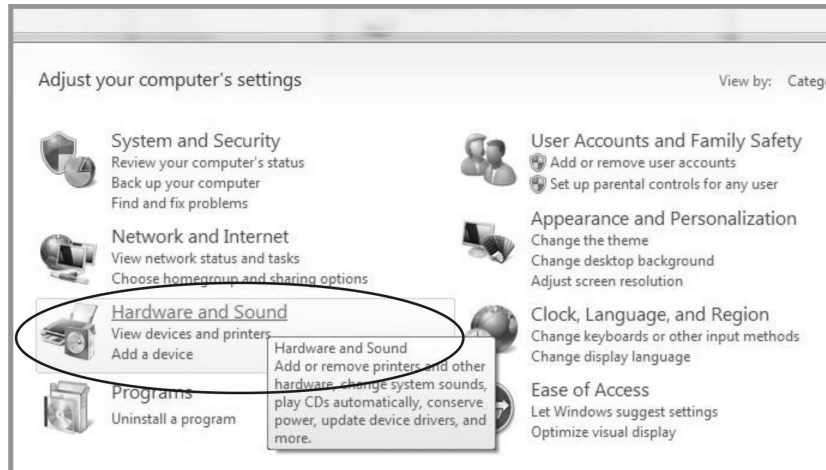 Adjust your computer's settings
View by: Categ
System and Security
Review your computer's status
Back up your computer
Find and fix problems
Network and Internet
View network status and tasks
Choose homegroup and sharing options
Hardware and Sound
View devices and printers
Add a device
Hardware and Sound
Add or remove printers and other
hardware, change system sounds,
play CDs automatically, conserve
power, update device drivers, and
more.
Programs
Uninstall a program
User Accounts and Family Safety
Add or remove user accounts
Set up parental controls for any user
Appearance and Personalization
Change the theme
Change desktop background
Adjust screen resolution
Clock, Language, and Region
Change keyboards or other input methods
Change display language
Ease of Access
Let Windows suggest settings
Optimize visual display